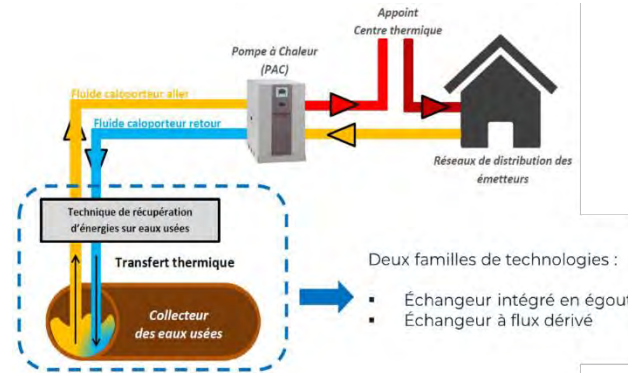 Appoint
Centre thermique
Pompe à Chaleur
(PAC)
Fluide caloporteur aller
Fluide caloporteur retour
Réseaux de distribution des
émetteurs
Technique de récupération
d'énergies sur eaux usées
Transfert thermique
Collecteur
des eaux usées
Deux familles de technologies :
▪ Échangeur intégré en égout
▪ Échangeur à flux dérivé